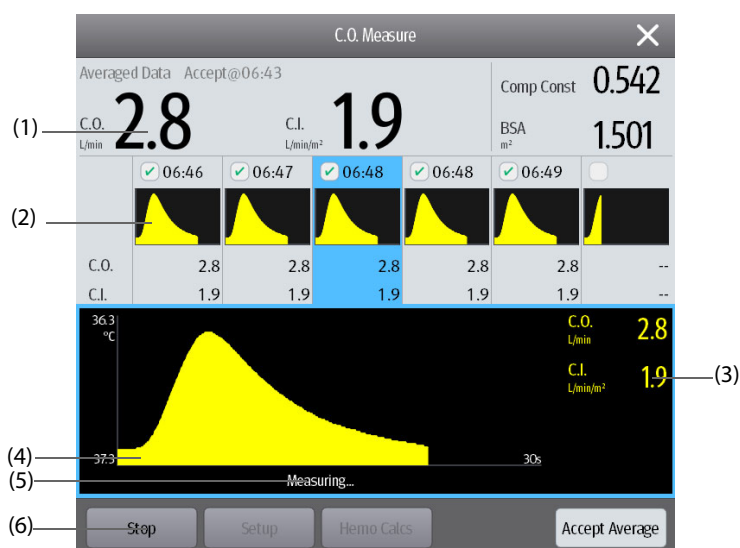 C.O. Measure
Averaged Data Accept@06:43
C.O. L/min 2.8
C.I. L/min/m² 1.9
Comp Const 0.542
BSA m² 1.501
(1)
06:46 06:47 06:48 06:48 06:49
(2)
C.O. 2.8 2.8 2.8 2.8 2.8 --
C.I. 1.9 1.9 1.9 1.9 1.9 --
36.3
°C
C.O. L/min 2.8
C.I. L/min/m² 1.9
(3)
(4)
37.3
30s
(5)
Measuring...
(6)
Stop Setup Hemo Calcs Accept Average